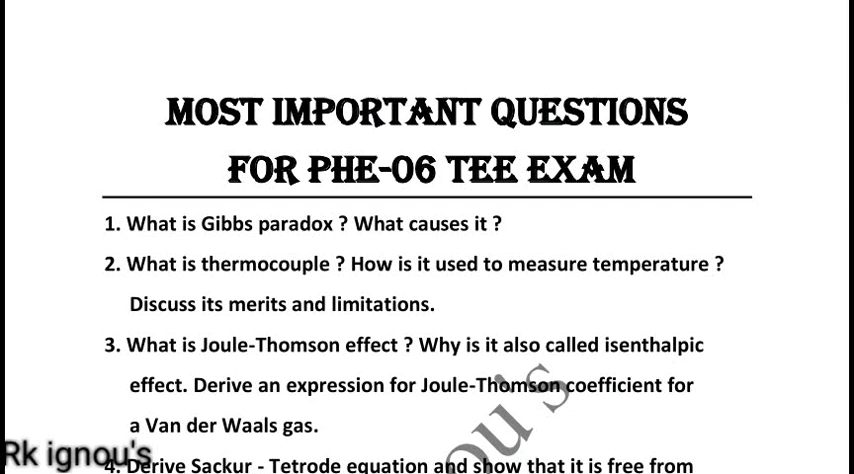 MOST IMPORTANT QUESTIONS
FOR PHE-06 TEE EXAM
1. What is Gibbs paradox ? What causes it ?
2. What is thermocouple ? How is it used to measure temperature ?
Discuss its merits and limitations.
3. What is Joule-Thomson effect ? Why is it also called isenthalpic
effect. Derive an expression for Joule-Thomson coefficient for
a Van der Waals gas.
Rk ignou's
4. Derive Sackur - Tetrode equation and show that it is free from
ou's